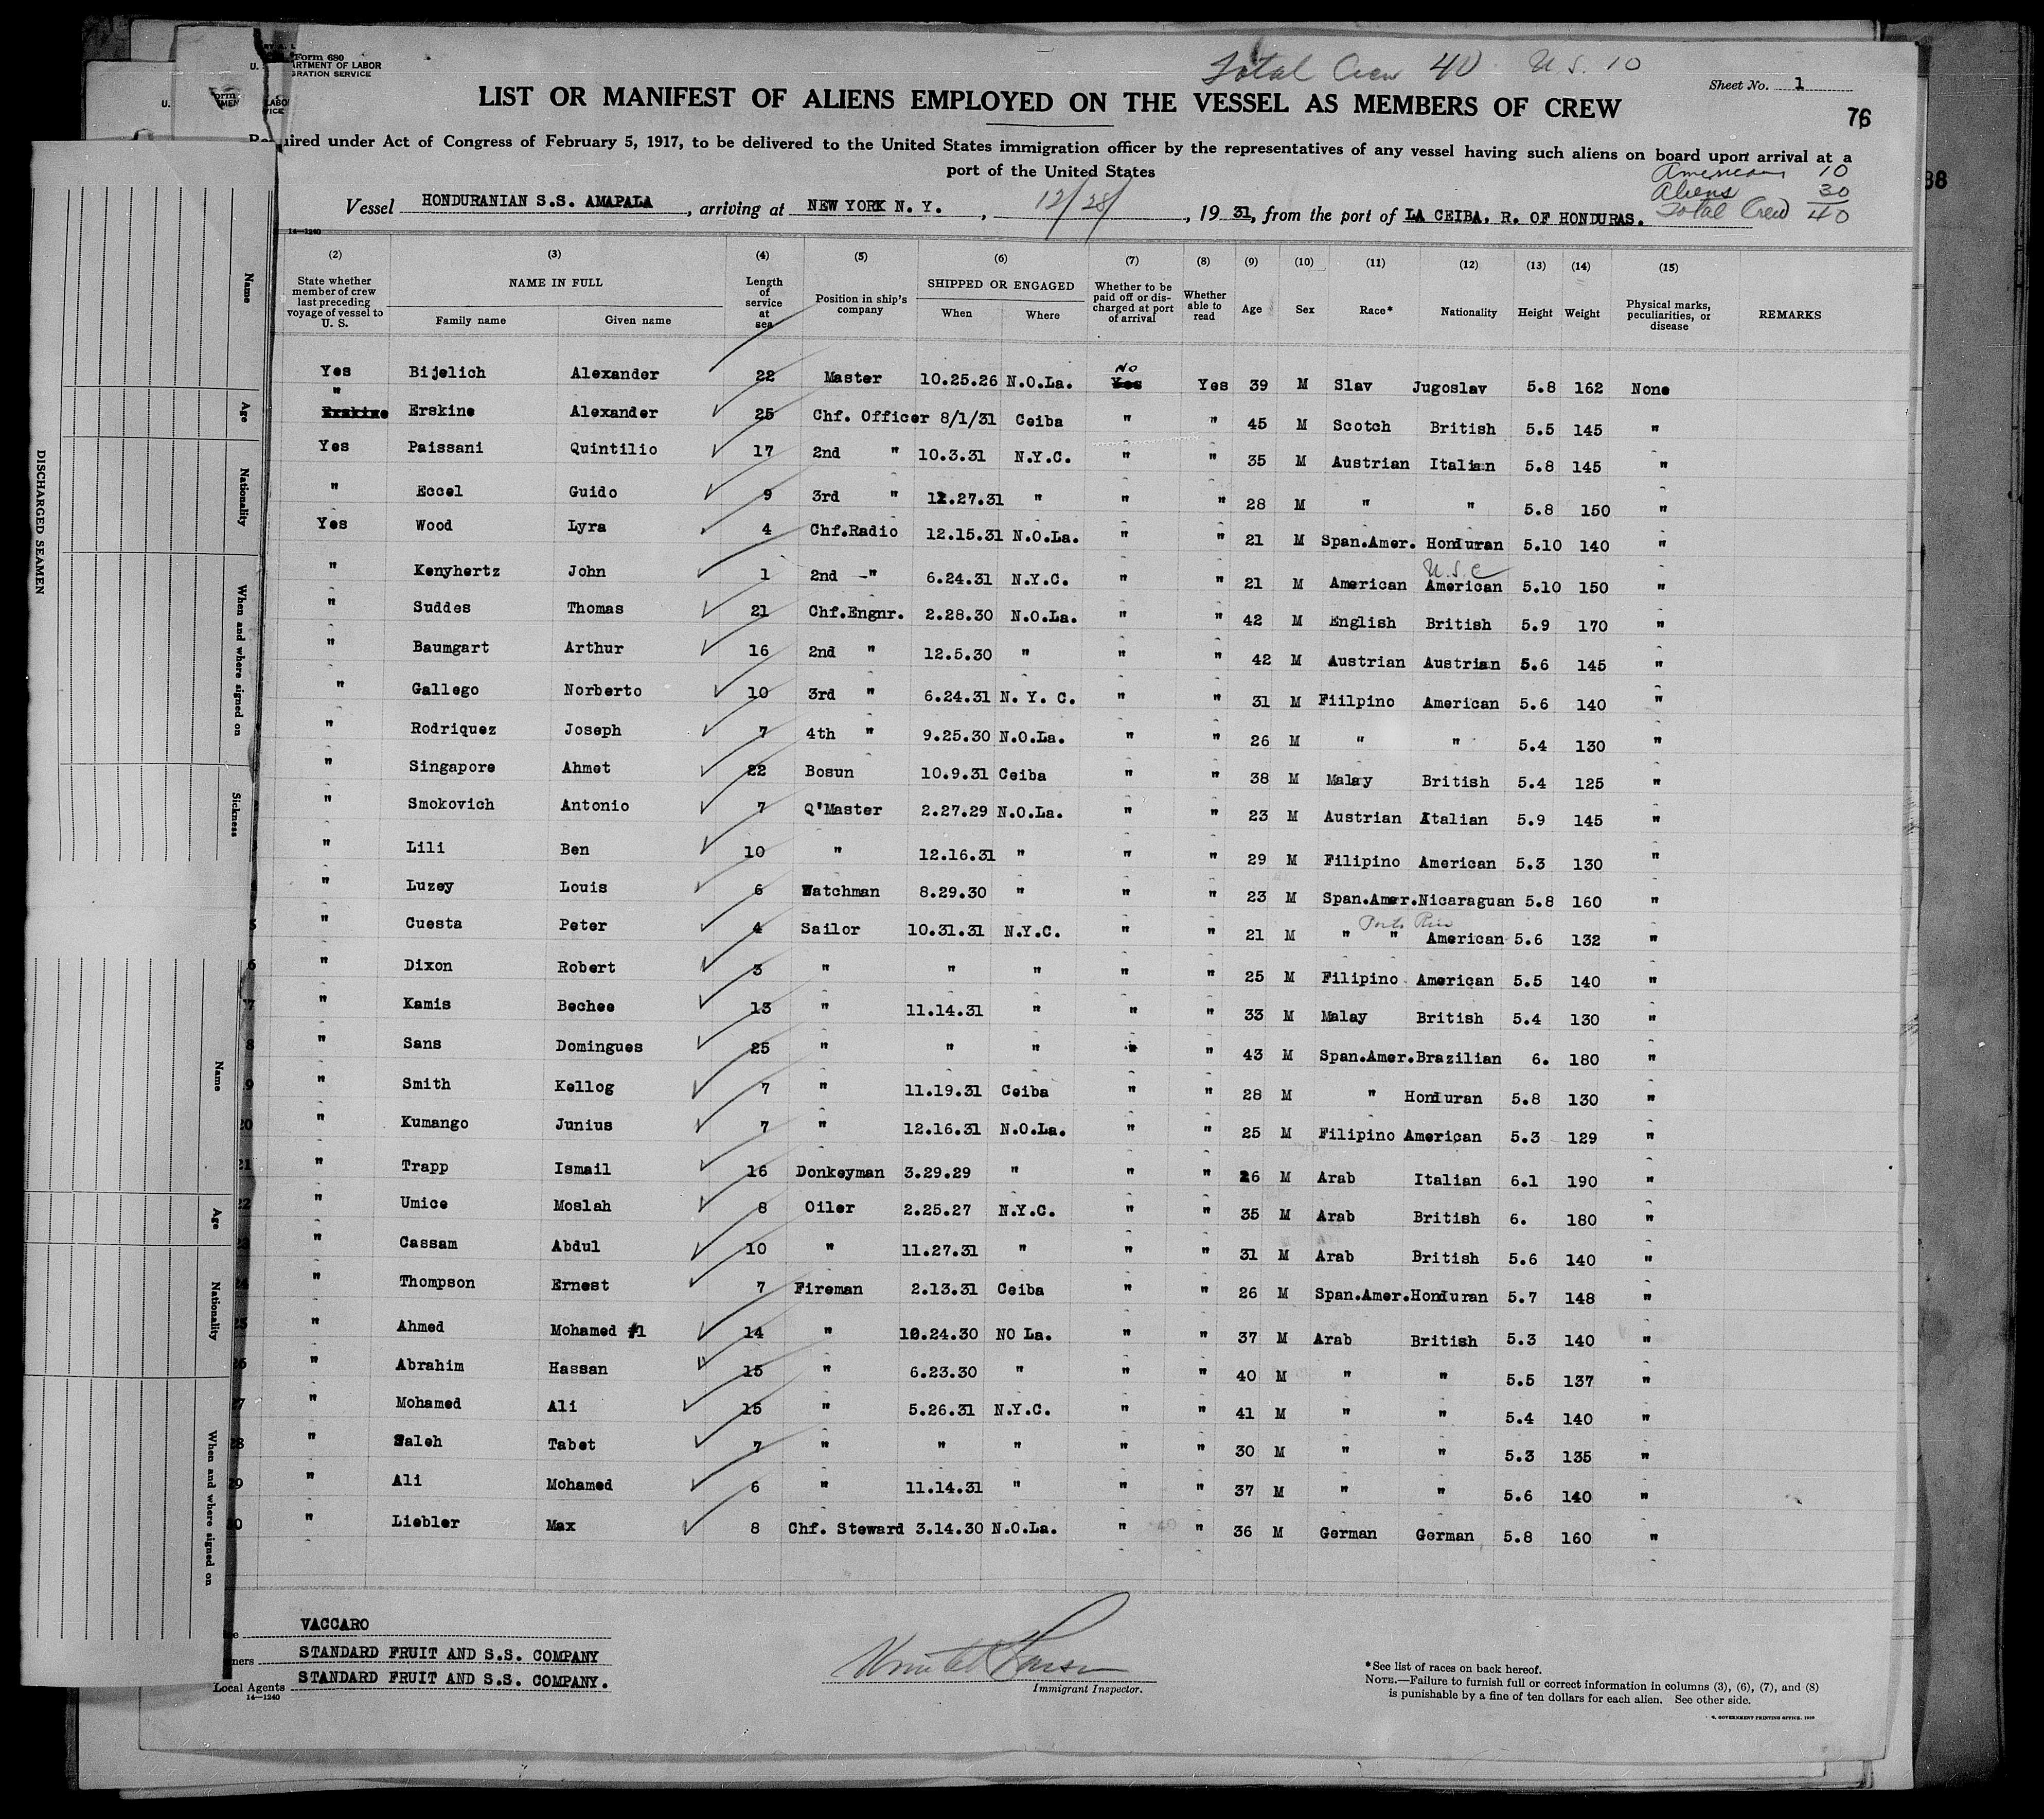 Total Crew 40 U.S. 10
Form 680
U. S. DEPARTMENT OF LABOR
IMMIGRATION SERVICE
Sheet No. 1
LIST OR MANIFEST OF ALIENS EMPLOYED ON THE VESSEL AS MEMBERS OF CREW
76
Required under Act of Congress of February 5, 1917, to be delivered to the United States immigration officer by the representatives of any vessel having such aliens on board upon arrival at a
port of the United States
Americans 10
Aliens 30
Total Crew 40
88
Vessel HONDURANIAN S.S. AMAPALA, arriving at NEW YORK N. Y., 12/28/, 1931, from the port of LA CEIBA, R. OF HONDURAS.
14—1240
(2) (3) (4) (5) (6) (7) (8) (9) (10) (11) (12) (13) (14) (15)
State whether member of crew last preceding voyage of vessel to U. S. NAME IN FULL Family name Given name Length of service at sea Position in ship's company SHIPPED OR ENGAGED When Where Whether to be paid off or discharged at port of arrival Whether able to read Age Sex Race* Nationality Height Weight Physical marks, peculiarities, or disease REMARKS
Yes Bijelich Alexander 22 Master 10.25.26 N.O.La. No Yes Yes 39 M Slav Jugoslav 5.8 162 None
" Erskine Erskine Alexander 25 Chf. Officer 8/1/31 Ceiba " " 45 M Scotch British 5.5 145 "
Yes Paissani Quintilio 17 2nd " 10.3.31 N.Y.C. " " 35 M Austrian Italian 5.8 145 "
" Eccel Guido 9 3rd " 12.27.31 " " " 28 M " " 5.8 150 "
Yes Wood Lyra 4 Chf.Radio 12.15.31 N.O.La. " " 21 M Span.Amer. Honduran 5.10 140 "
U.S.C
" Kenyhertz John 1 2nd " 6.24.31 N.Y.C. " " 21 M American American 5.10 150 "
" Suddes Thomas 21 Chf.Engnr. 2.28.30 N.O.La. " " 42 M English British 5.9 170 "
" Baumgart Arthur 16 2nd " 12.5.30 " " " 42 M Austrian Austrian 5.6 145 "
" Gallego Norberto 10 3rd " 6.24.31 N. Y. C. " " 31 M Fiilpino American 5.6 140 "
" Rodriquez Joseph 7 4th " 9.25.30 N.O.La. " " 26 M " " 5.4 130 "
" Singapore Ahmet 22 Bosun 10.9.31 Ceiba " " 38 M Malay British 5.4 125 "
" Smokovich Antonio 7 Q'Master 2.27.29 N.O.La. " " 23 M Austrian Italian 5.9 145 "
" Lili Ben 10 " 12.16.31 " " " 29 M Filipino American 5.3 130 "
" Luzey Louis 6 Watchman 8.29.30 " " " 23 M Span.Amer. Nicaraguan 5.8 160 "
Porto Rico
" Cuesta Peter 4 Sailor 10.31.31 N.Y.C. " " 21 M " " American 5.6 132 "
" Dixon Robert 3 " " " " " 25 M Filipino American 5.5 140 "
" Kamis Bechee 13 " 11.14.31 " " " 33 M Malay British 5.4 130 "
" Sans Domingues 25 " " " " " 43 M Span.Amer. Brazilian 6. 180 "
" Smith Kellog 7 " 11.19.31 Ceiba " " 28 M " Honduran 5.8 130 "
" Kumango Junius 7 " 12.16.31 N.O.La. " " 25 M Filipino American 5.3 129 "
" Trapp Ismail 16 Donkeyman 3.29.29 " " " 26 M Arab Italian 6.1 190 "
" Umice Moslah 8 Oiler 2.25.27 N.Y.C. " " 35 M Arab British 6. 180 "
" Cassam Abdul 10 " 11.27.31 " " " 31 M Arab British 5.6 140 "
" Thompson Ernest 7 Fireman 2.13.31 Ceiba " " 26 M Span.Amer. Honduran 5.7 148 "
" Ahmed Mohamed #1 14 " 10.24.30 NO La. " " 37 M Arab British 5.3 140 "
" Abrahim Hassan 15 " 6.23.30 " " " 40 M " " 5.5 137 "
" Mohamed Ali 15 " 5.26.31 N.Y.C. " " 41 M " " 5.4 140 "
" Saleh Tabet 7 " " " " " 30 M " " 5.3 135 "
" Ali Mohamed 6 " 11.14.31 " " " 37 M " " 5.6 140 "
" Liebler Max 8 Chf. Steward 3.14.30 N.O.La. " " 36 M German German 5.8 160 "
VACCARO
STANDARD FRUIT AND S.S. COMPANY
Local Agents STANDARD FRUIT AND S.S. COMPANY.
14—1240
Immigrant Inspector.
*See list of races on back hereof.
NOTE.—Failure to furnish full or correct information in columns (3), (6), (7), and (8)
is punishable by a fine of ten dollars for each alien. See other side.
GOVERNMENT PRINTING OFFICE
DISCHARGED SEAMEN
Name
Age
Nationality
When and where signed on
Sickness
Name
Age
Nationality
When and where signed on